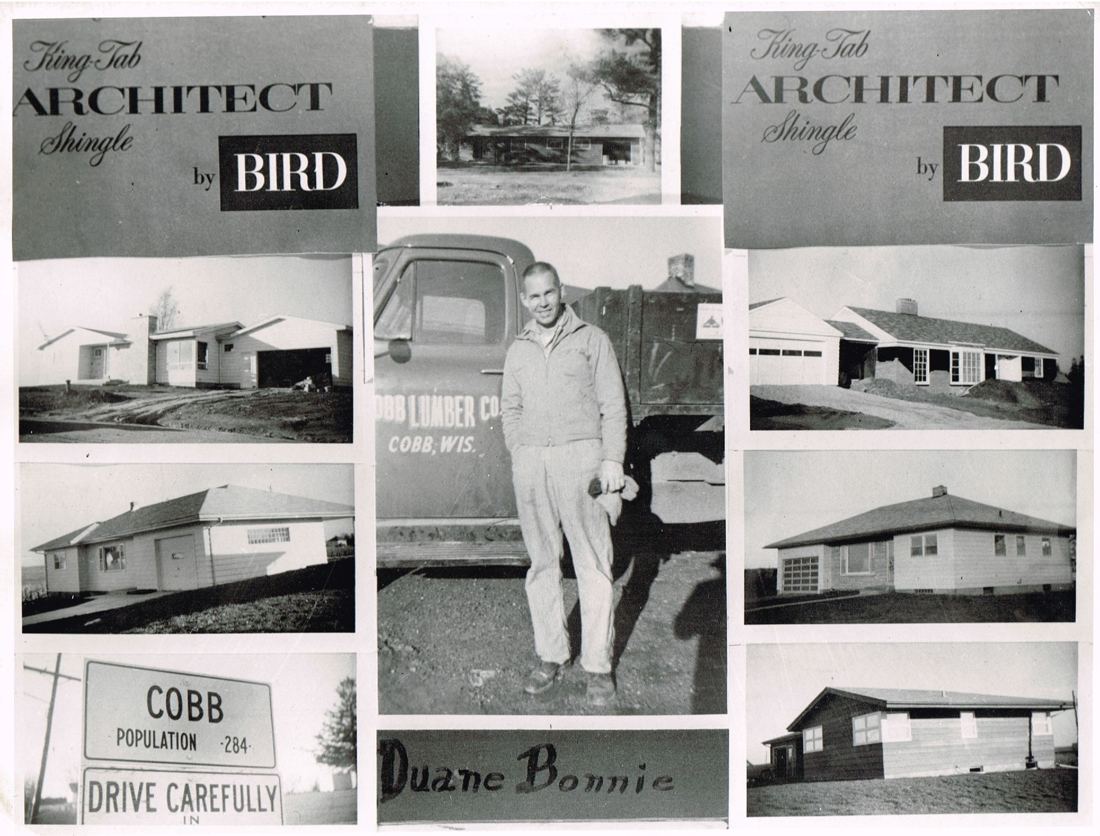 King-Tab
ARCHITECT
Shingle
by BIRD
King-Tab
ARCHITECT
Shingle
by BIRD
OBB LUMBER CO
COBB, WIS.
COBB
POPULATION -284-
DRIVE CAREFULLY
IN
Duane Bonnie